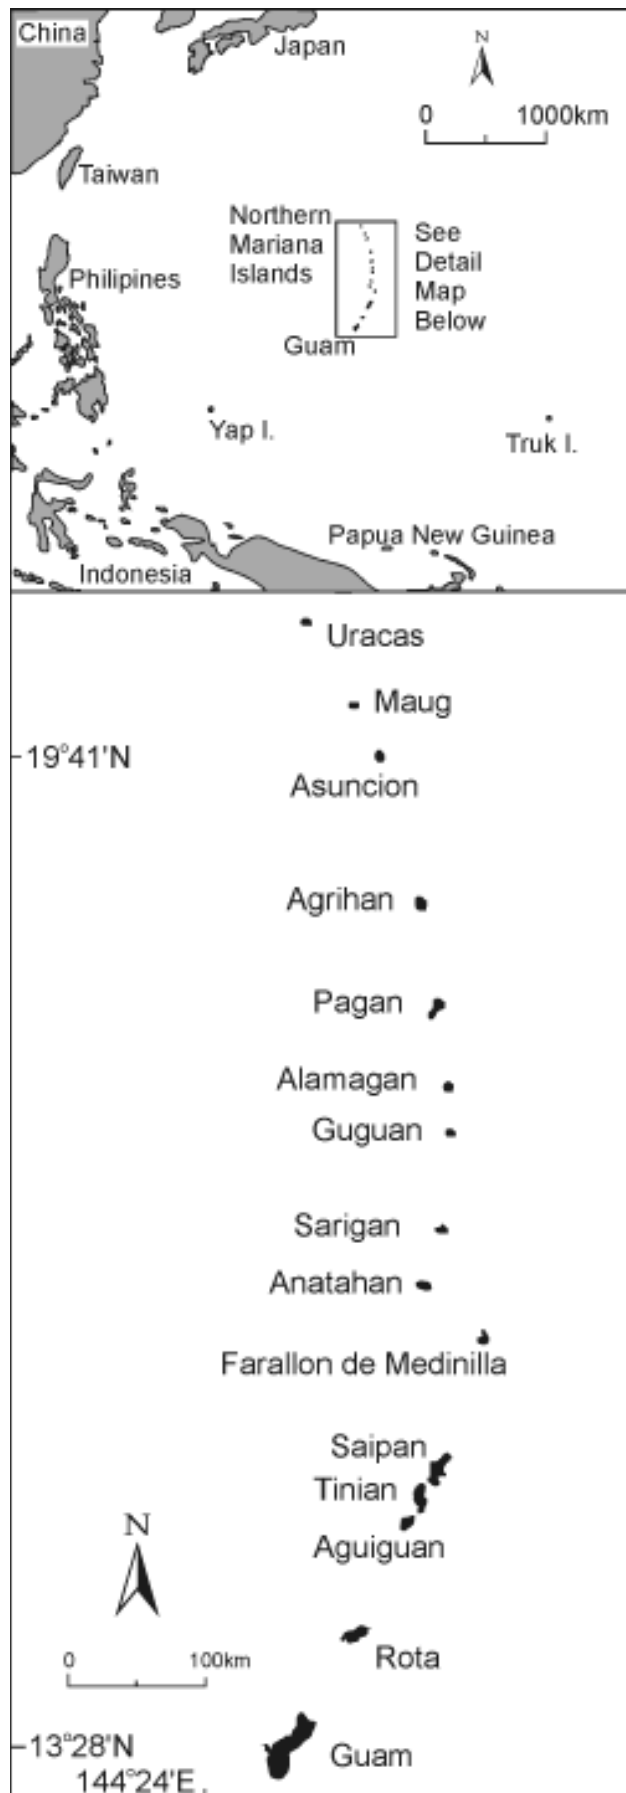 China
Japan
N
0 1000km
Taiwan
Northern
Mariana
Islands
See
Detail
Map
Below
Philipines
Guam
Yap I.
Truk I.
Papua New Guinea
Indonesia
Uracas
Maug
19°41'N
Asuncion
Agrihan
Pagan
Alamagan
Guguan
Sarigan
Anatahan
Farallon de Medinilla
Saipan
Tinian
N
Aguiguan
Rota
0 100km
13°28'N
Guam
144°24'E.